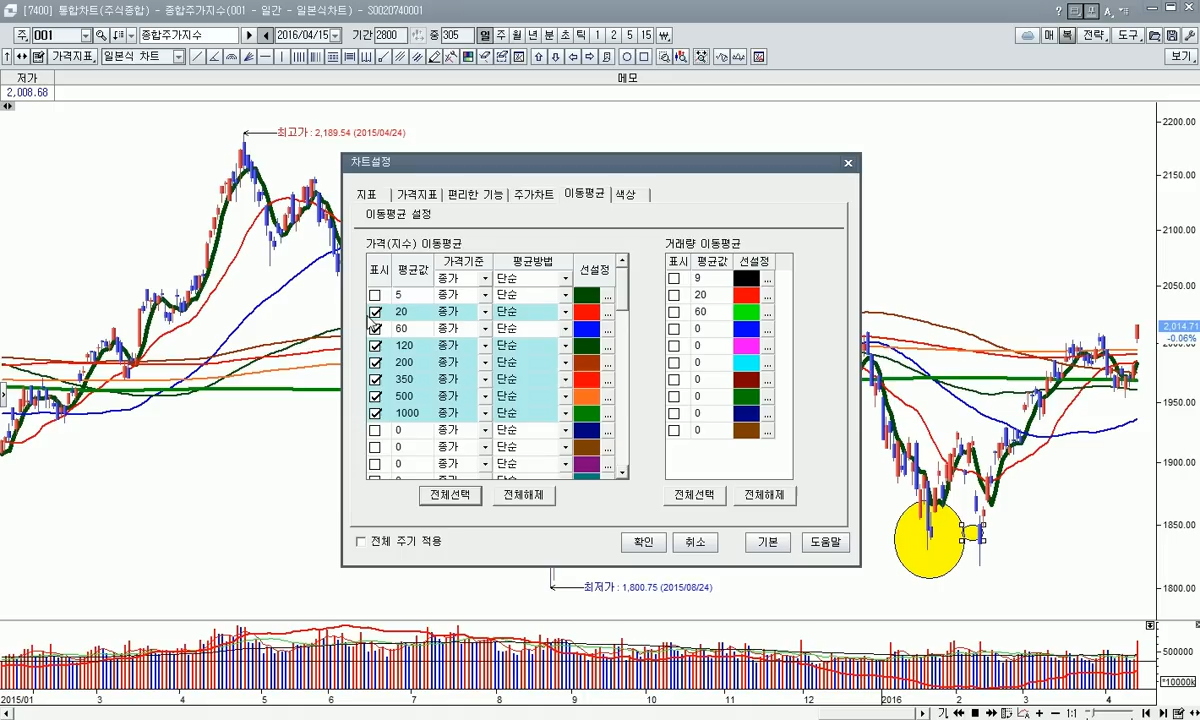 [7400] 통합차트(주식종합) - 종합주가지수(001 - 일간 - 일본식차트) - S0020740001
주 001 종합주가지수 2016/04/15 기간 2800 중 305 일 주 월 년 분 초 틱 1 2 5 15 매 복 전략 도구
가격지표 일본식 차트 보기
저가 메모
2,008.68
최고가 : 2,189.54 (2015/04/24)
2200.00
2150.00
2100.00
2050.00
2,014.71
-0.06%
2000.00
1950.00
1900.00
1850.00
1800.00
차트설정
지표 가격지표 편리한 기능 주가차트 이동평균 색상
이동평균 설정
가격(지수) 이동평균
표시 평균값 가격기준 평균방법 선설정
종가 단순
5 종가 단순 ...
20 종가 단순 ...
60 종가 단순 ...
120 종가 단순 ...
200 종가 단순 ...
350 종가 단순 ...
500 종가 단순 ...
1000 종가 단순 ...
0 종가 단순 ...
0 종가 단순 ...
0 종가 단순 ...
전체선택 전체해제
거래량 이동평균
표시 평균값 선설정
9 ...
20 ...
60 ...
0 ...
0 ...
0 ...
0 ...
0 ...
0 ...
0 ...
전체선택 전체해제
전체 주기 적용
확인 취소 기본 도움말
최저가 : 1,800.75 (2015/08/24)
500000
*10000k
2015/01 3 4 5 6 7 8 9 10 11 12 2016 2 3 4
1:1